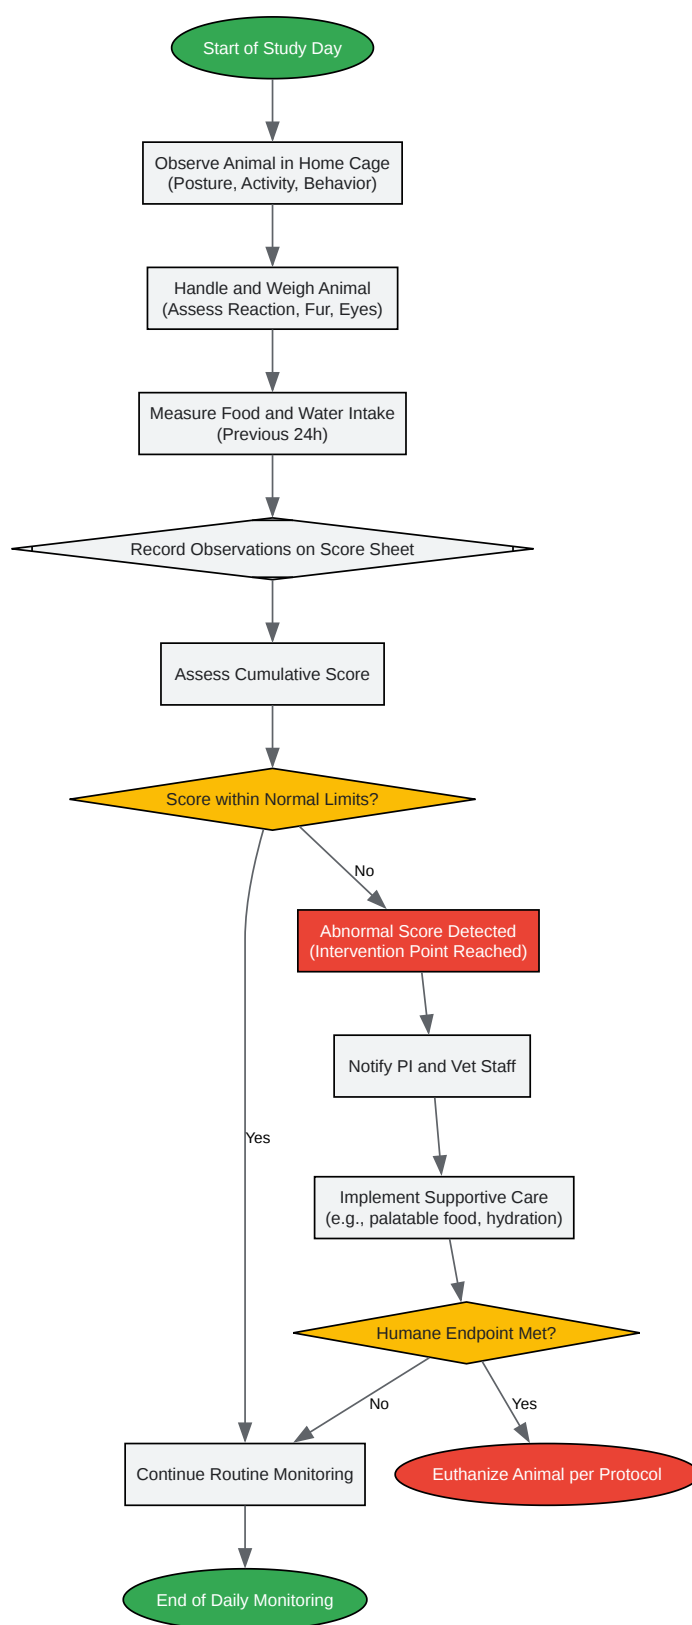 Start of Study Day
Observe Animal in Home Cage
(Posture, Activity, Behavior)
Handle and Weigh Animal
(Assess Reaction, Fur, Eyes)
Measure Food and Water Intake
(Previous 24h)
Record Observations on Score Sheet
Assess Cumulative Score
Score within Normal Limits?
No
Abnormal Score Detected
(Intervention Point Reached)
Notify PI and Vet Staff
Yes
Implement Supportive Care
(e.g., palatable food, hydration)
Humane Endpoint Met?
No
Yes
Continue Routine Monitoring
Euthanize Animal per Protocol
End of Daily Monitoring